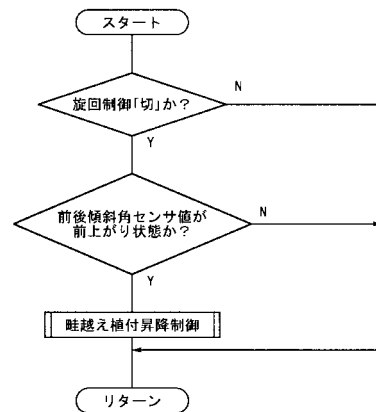 スタート
旋回制御「切」か？
N
Y
前後傾斜角センサ値が
前上がり状態か？
N
Y
畦越え植付昇降制御
リターン